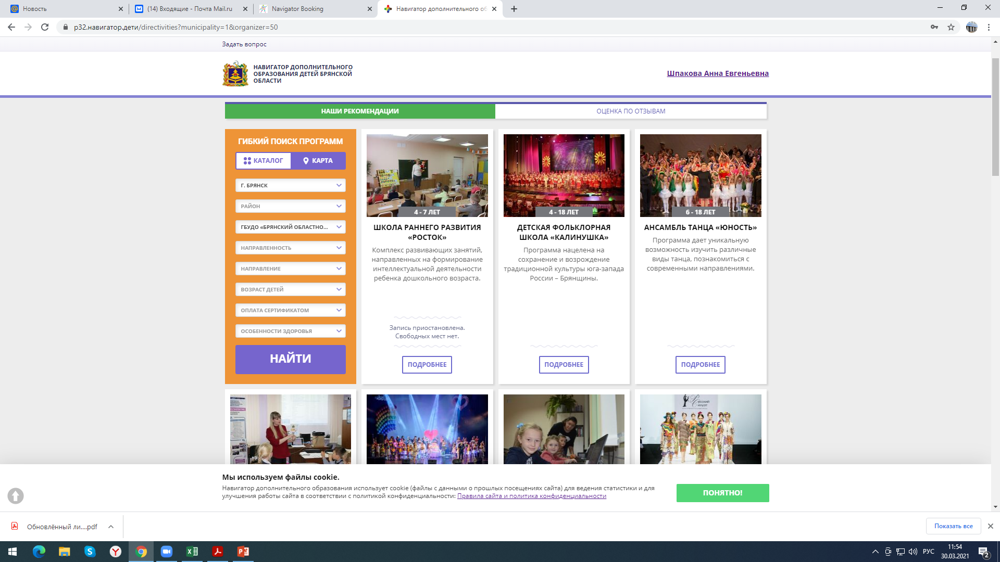 Новость
(14) Входящие - Почта Mail.ru
Navigator Booking
Навигатор дополнительного об
р32.навигатор.дети/directivities?municipality=1&organizer=50
Задать вопрос
НАВИГАТОР ДОПОЛНИТЕЛЬНОГО
ОБРАЗОВАНИЯ ДЕТЕЙ БРЯНСКОЙ
ОБЛАСТИ
Шпакова Анна Евгеньевна
НАШИ РЕКОМЕНДАЦИИ
ОЦЕНКА ПО ОТЗЫВАМ
ГИБКИЙ ПОИСК ПРОГРАММ
КАТАЛОГ
КАРТА
Г. БРЯНСК
РАЙОН
ГБУДО «БРЯНСКИЙ ОБЛАСТНО...
НАПРАВЛЕННОСТЬ
НАПРАВЛЕНИЕ
ВОЗРАСТ ДЕТЕЙ
ОПЛАТА СЕРТИФИКАТОМ
ОСОБЕННОСТИ ЗДОРОВЬЯ
НАЙТИ
4 - 7 ЛЕТ
ШКОЛА РАННЕГО РАЗВИТИЯ
«РОСТОК»
Комплекс развивающих занятий,
направленных на формирование
интеллектуальной деятельности
ребенка дошкольного возраста.
Запись приостановлена.
Свободных мест нет.
ПОДРОБНЕЕ
4 - 18 ЛЕТ
ДЕТСКАЯ ФОЛЬКЛОРНАЯ
ШКОЛА «КАЛИНУШКА»
Программа нацелена на
сохранение и возрождение
традиционной культуры юга-запада
России – Брянщины.
ПОДРОБНЕЕ
6 - 18 ЛЕТ
АНСАМБЛЬ ТАНЦА «ЮНОСТЬ»
Программа дает уникальную
возможность изучить различные
виды танца, познакомиться с
современными направлениями.
ПОДРОБНЕЕ
Русский
Силуэт
Мы используем файлы cookie.
Навигатор дополнительного образования использует cookie (файлы с данными о прошлых посещениях сайта) для ведения статистики и для
улучшения работы сайта в соответствии с политикой конфиденциальности: Правила сайта и политика конфиденциальности
ПОНЯТНО!
Обновлённый ли....pdf
Показать все
РУС
11:54
30.03.2021
2